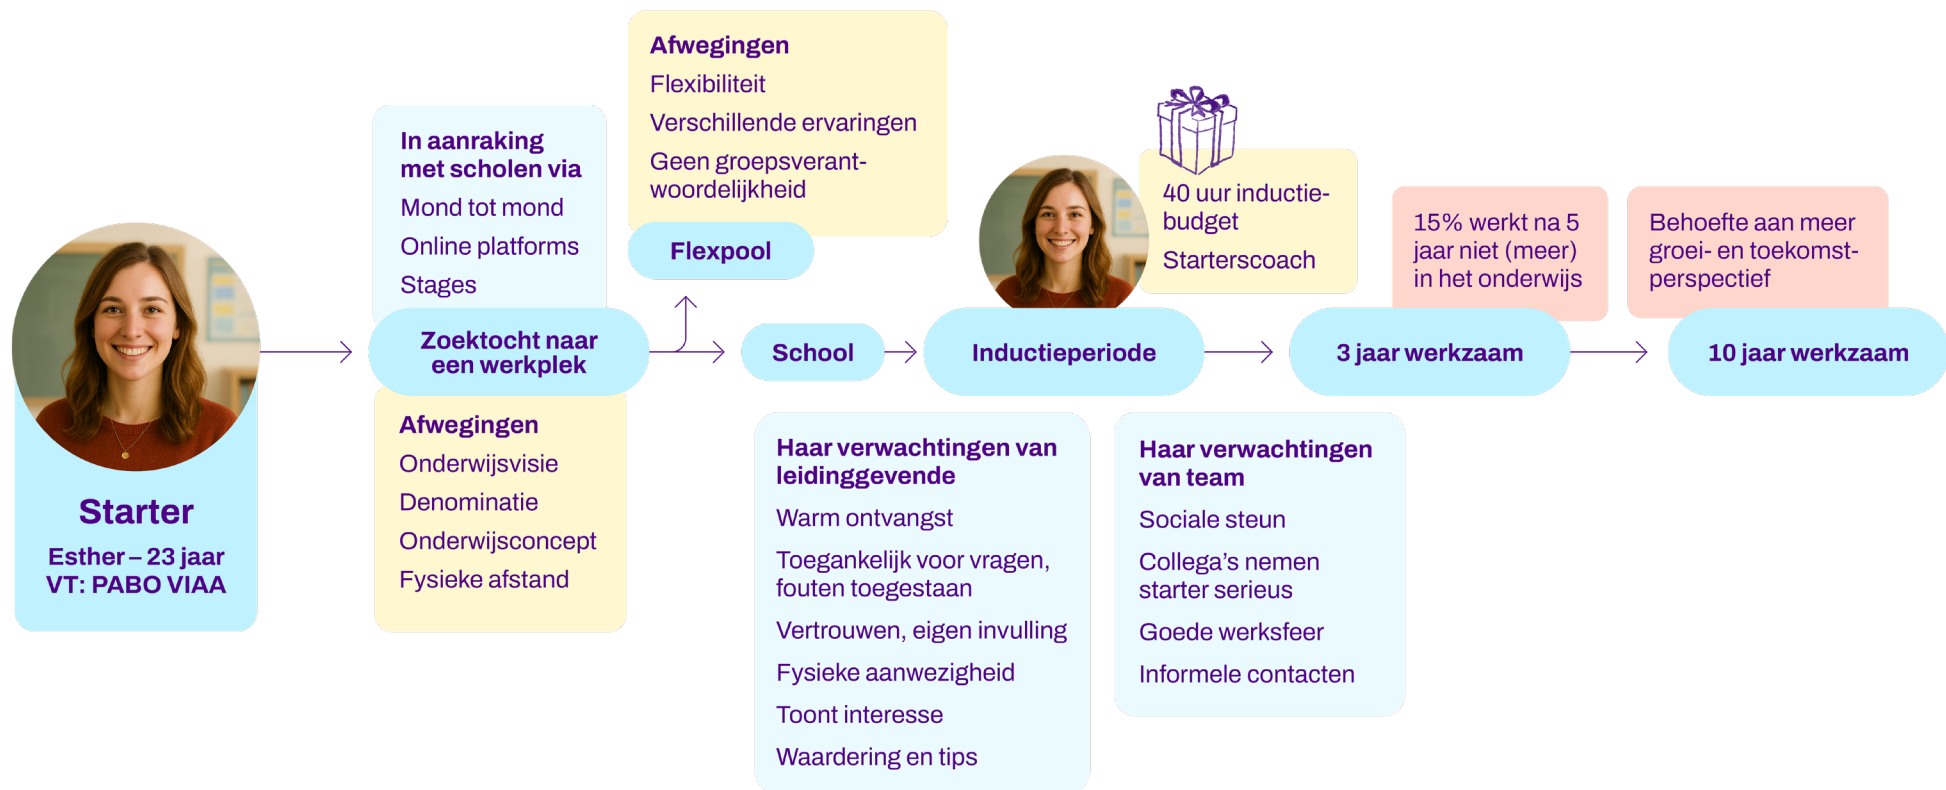 Starter
Esther – 23 jaar
VT: PABO VIAA
In aanraking
met scholen via
Mond tot mond
Online platforms
Stages
Zoektocht naar
een werkplek
Afwegingen
Onderwijsvisie
Denominatie
Onderwijsconcept
Fysieke afstand
Afwegingen
Flexibiliteit
Verschillende ervaringen
Geen groepsverant-
woordelijkheid
Flexpool
School
40 uur inductie-
budget
Starterscoach
Inductieperiode
Haar verwachtingen van
leidinggevende
Warm ontvangst
Toegankelijk voor vragen,
fouten toegestaan
Vertrouwen, eigen invulling
Fysieke aanwezigheid
Toont interesse
Waardering en tips
Haar verwachtingen
van team
Sociale steun
Collega’s nemen
starter serieus
Goede werksfeer
Informele contacten
15% werkt na 5
jaar niet (meer)
in het onderwijs
3 jaar werkzaam
Behoefte aan meer
groei- en toekomst-
perspectief
10 jaar werkzaam